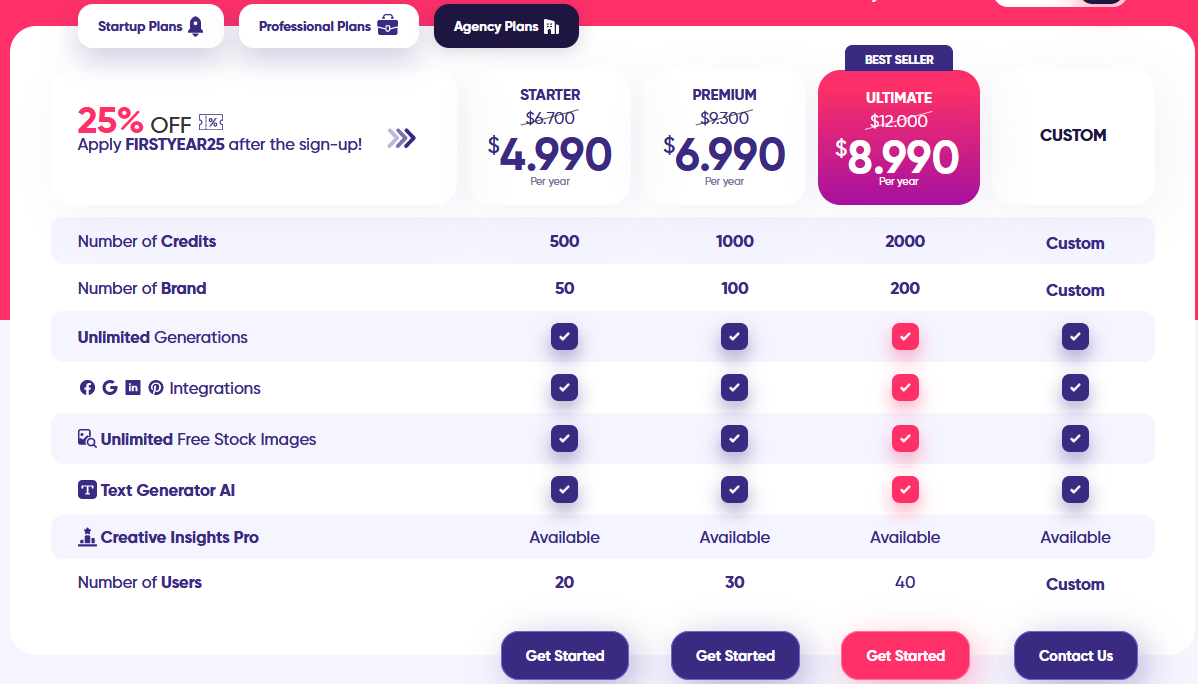 Startup Plans Professional Plans Agency Plans
BEST SELLER
25% OFF
Apply FIRSTYEAR25 after the sign-up!
STARTER
$6.700
$4.990
Per year
PREMIUM
$9.300
$6.990
Per year
ULTIMATE
$12.000
$8.990
Per year
CUSTOM
Number of Credits 500 1000 2000 Custom
Number of Brand 50 100 200 Custom
Unlimited Generations
Integrations
Unlimited Free Stock Images
Text Generator AI
Creative Insights Pro Available Available Available Available
Number of Users 20 30 40 Custom
Get Started Get Started Get Started Contact Us